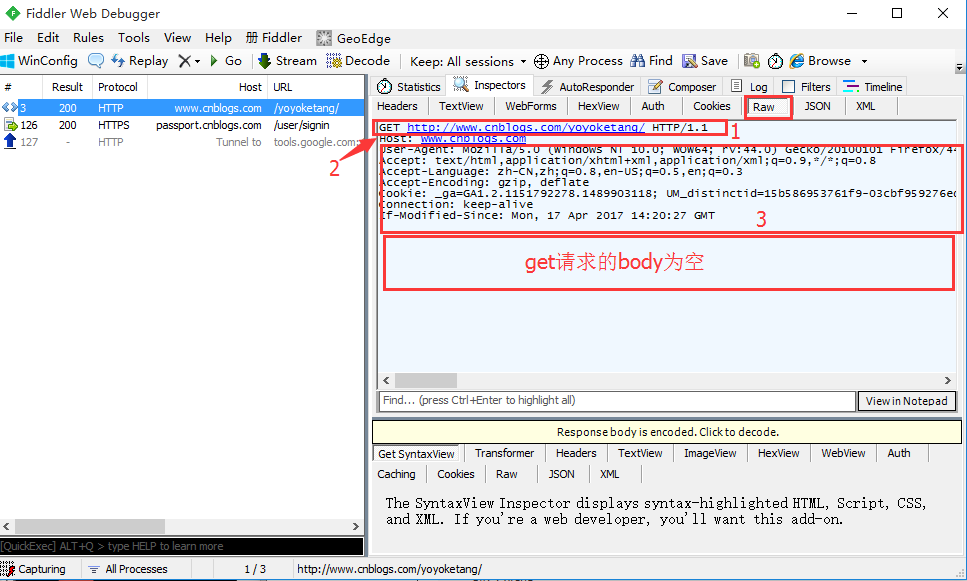 Fiddler Web Debugger
File Edit Rules Tools View Help 册 Fiddler GeoEdge
WinConfig Replay Go Stream Decode Keep: All sessions Any Process Find Save Browse
# Result Protocol Host URL
3 200 HTTP www.cnblogs.com /yoyoketang/
126 200 HTTPS passport.cnblogs.com /user/signin
127 - HTTP Tunnel to tools.google.com:
Statistics Inspectors AutoResponder Composer Log Filters Timeline
Headers TextView WebForms HexView Auth Cookies Raw JSON XML
GET http://www.cnblogs.com/yoyoketang/ HTTP/1.1 1
Host: www.cnblogs.com
2
User-Agent: Mozilla/5.0 (Windows NT 10.0; WOW64; rv:44.0) Gecko/20100101 Firefox/4
Accept: text/html,application/xhtml+xml,application/xml;q=0.9,*/*;q=0.8
Accept-Language: zh-CN,zh;q=0.8,en-US;q=0.5,en;q=0.3
Accept-Encoding: gzip, deflate
Cookie: _ga=GA1.2.1151792278.1489903118; UM_distinctid=15b586953761f9-03cbf959276e
Connection: keep-alive
If-Modified-Since: Mon, 17 Apr 2017 14:20:27 GMT
3
get请求的body为空
Find... (press Ctrl+Enter to highlight all) View in Notepad
Response body is encoded. Click to decode.
Get SyntaxView Transformer Headers TextView ImageView HexView WebView Auth
Caching Cookies Raw JSON XML
The SyntaxView Inspector displays syntax-highlighted HTML, Script, CSS,
and XML. If you're a web developer, you'll want this add-on.
[QuickExec] ALT+Q > type HELP to learn more
Capturing All Processes 1 / 3 http://www.cnblogs.com/yoyoketang/